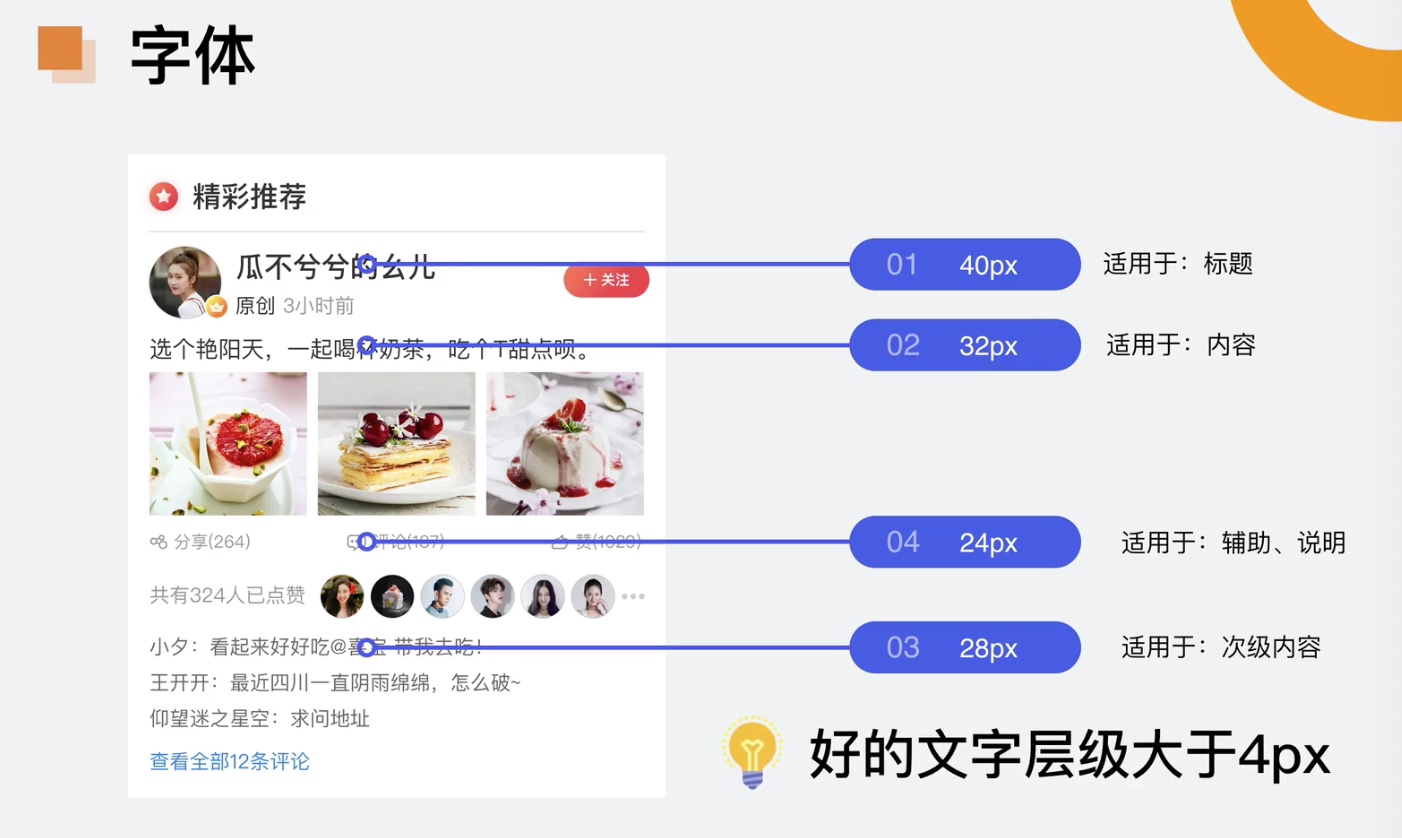 字体
精彩推荐
瓜不兮兮的幺儿
+ 关注
原创 3小时前
01 40px 适用于：标题
选个艳阳天，一起喝杯奶茶，吃个T甜点呗。
02 32px 适用于：内容
分享(264) 评论(187) 赞(1029)
04 24px 适用于：辅助、说明
共有324人已点赞
小夕：看起来好好吃@喜宝 带我去吃！
03 28px 适用于：次级内容
王开开：最近四川一直阴雨绵绵，怎么破~
仰望迷之星空：求问地址
查看全部12条评论
好的文字层级大于4px